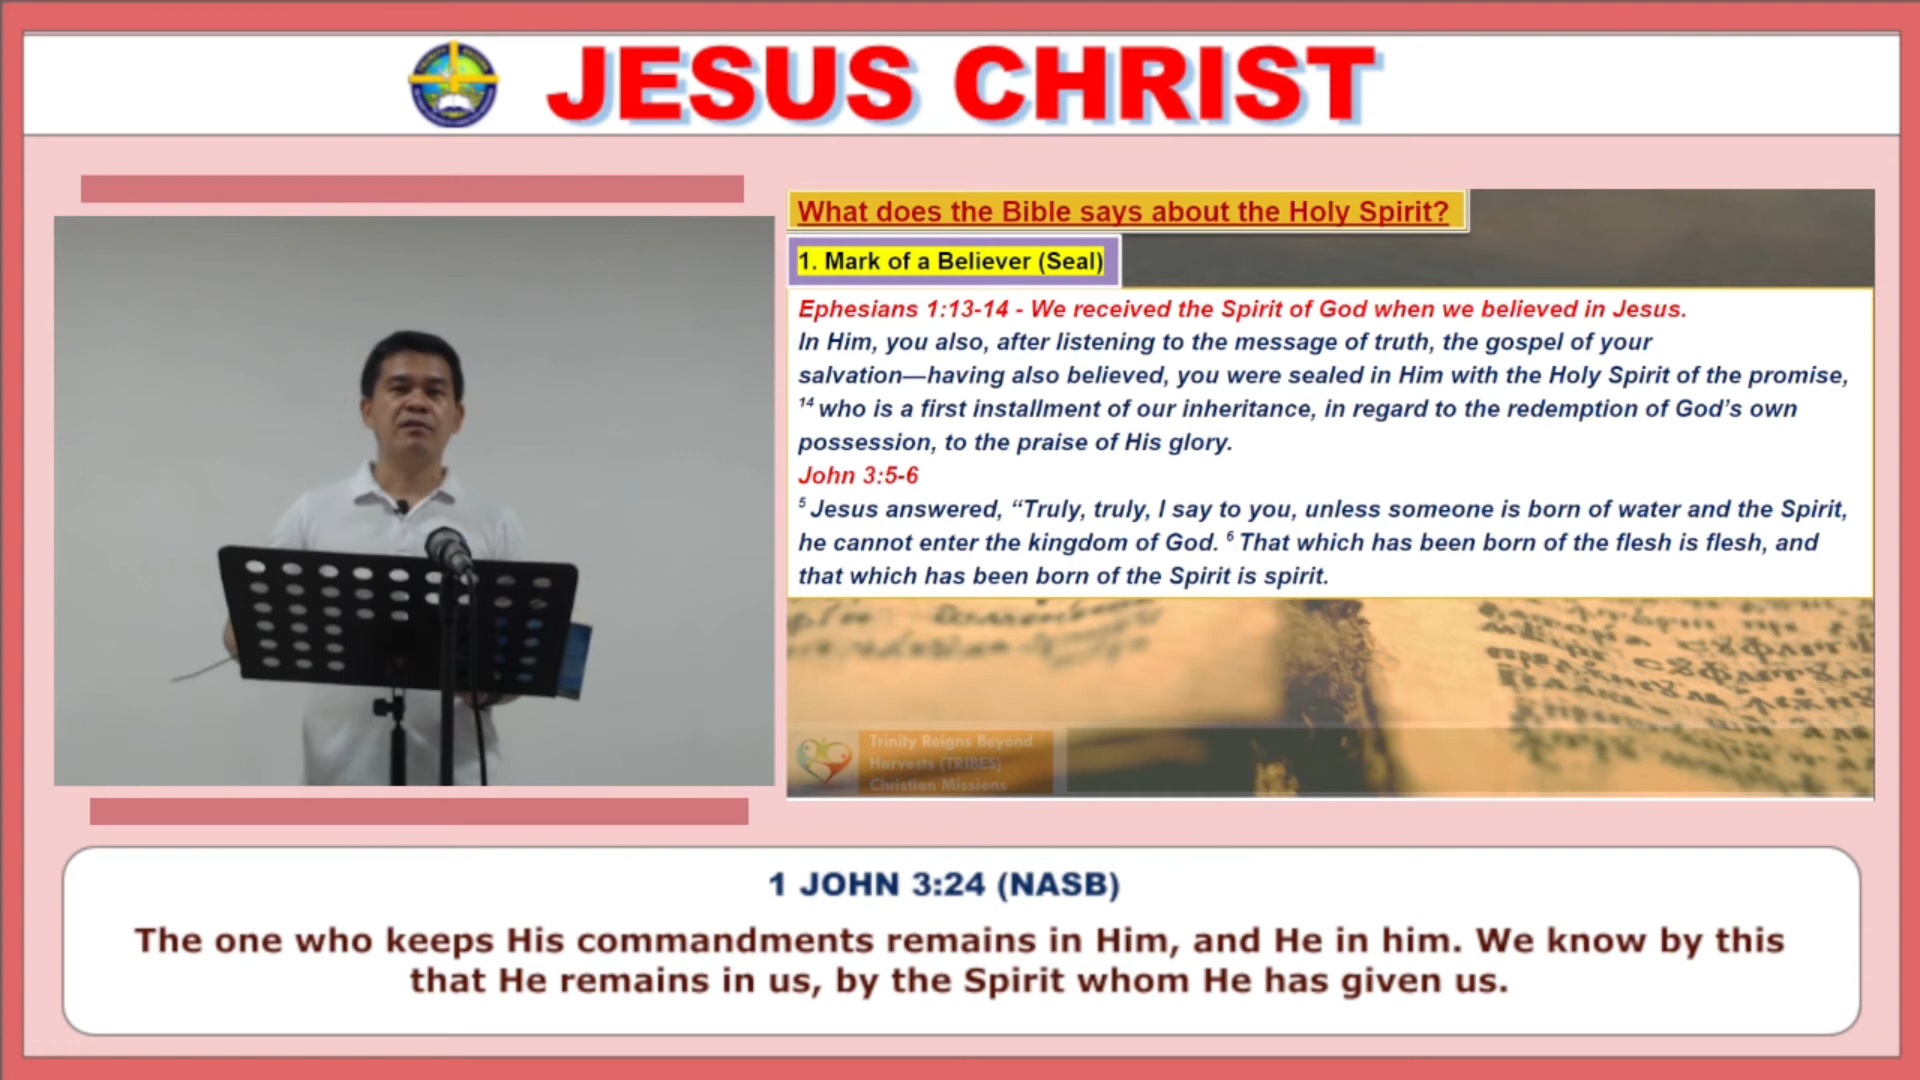 JESUS CHRIST
What does the Bible says about the Holy Spirit?
1. Mark of a Believer (Seal)
Ephesians 1:13-14 - We received the Spirit of God when we believed in Jesus.
In Him, you also, after listening to the message of truth, the gospel of your
salvation—having also believed, you were sealed in Him with the Holy Spirit of the promise,
14 who is a first installment of our inheritance, in regard to the redemption of God’s own
possession, to the praise of His glory.
John 3:5-6
5 Jesus answered, “Truly, truly, I say to you, unless someone is born of water and the Spirit,
he cannot enter the kingdom of God. 6 That which has been born of the flesh is flesh, and
that which has been born of the Spirit is spirit.
Trinity Reigns Beyond
Harvests (TRIBES)
Christian Missions
1 JOHN 3:24 (NASB)
The one who keeps His commandments remains in Him, and He in him. We know by this
that He remains in us, by the Spirit whom He has given us.